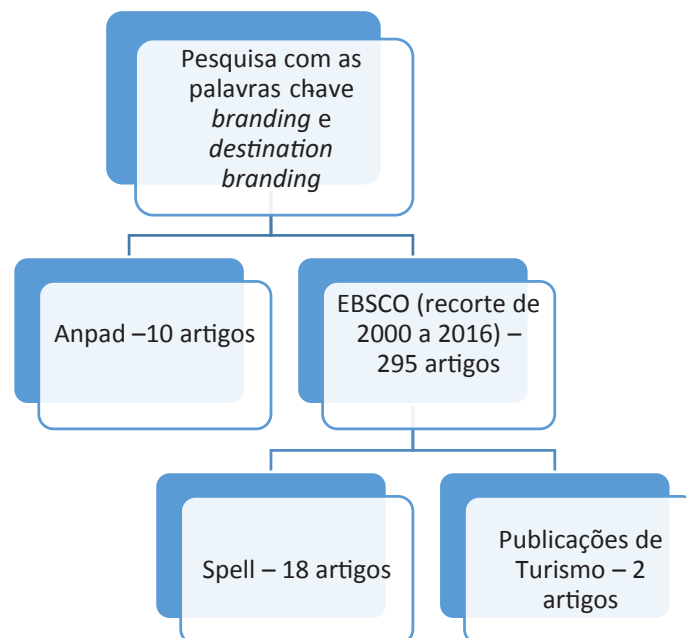 Pesquisa com as
palavras chave
branding e
destination
branding
Anpad –10 artigos
EBSCO (recorte de
2000 a 2016) –
295 artigos
Spell – 18 artigos
Publicações de
Turismo – 2
artigos